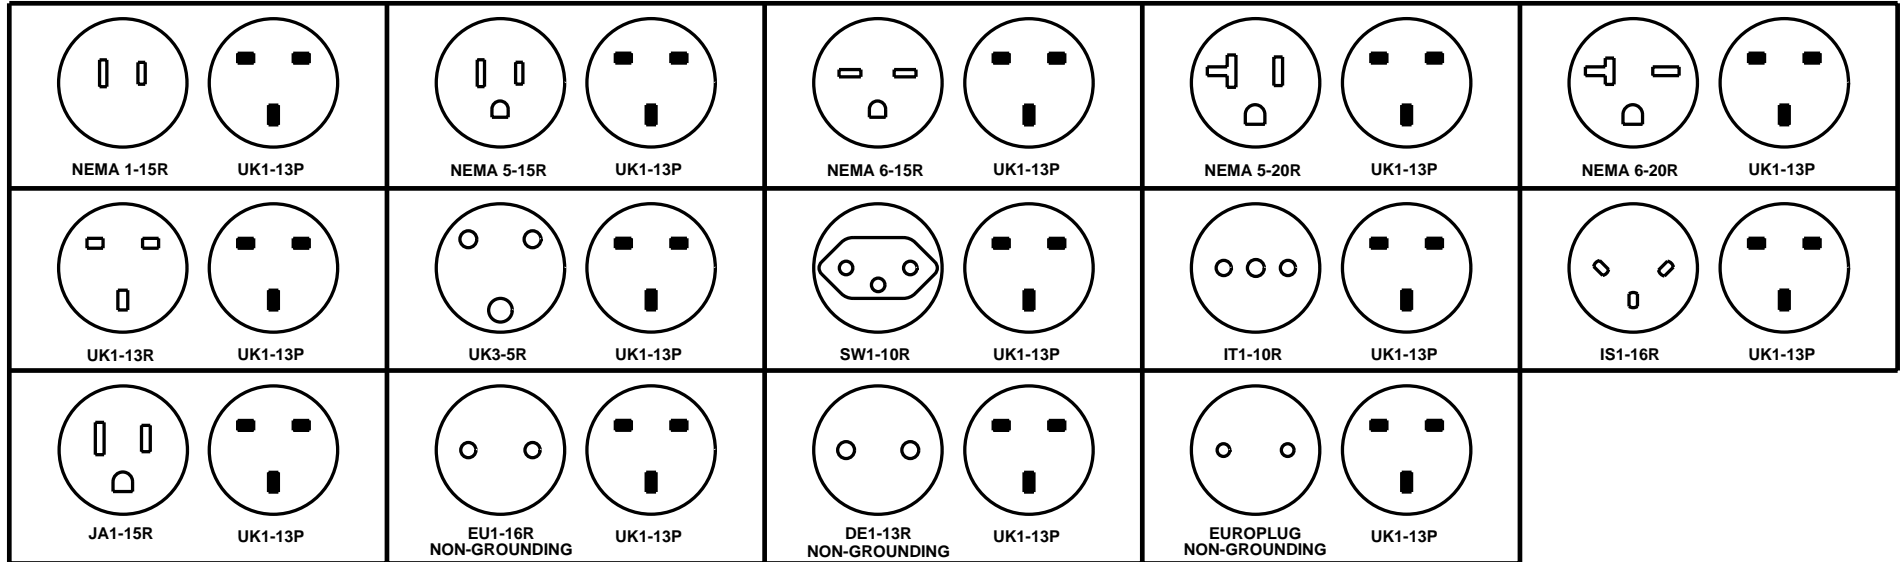 NEMA 1-15R UK1-13P
NEMA 5-15R UK1-13P
NEMA 6-15R UK1-13P
NEMA 5-20R UK1-13P
NEMA 6-20R UK1-13P
UK1-13R UK1-13P
UK3-5R UK1-13P
SW1-10R UK1-13P
IT1-10R UK1-13P
IS1-16R UK1-13P
JA1-15R UK1-13P
EU1-16R UK1-13P
NON-GROUNDING
DE1-13R UK1-13P
NON-GROUNDING
EUROPLUG UK1-13P
NON-GROUNDING